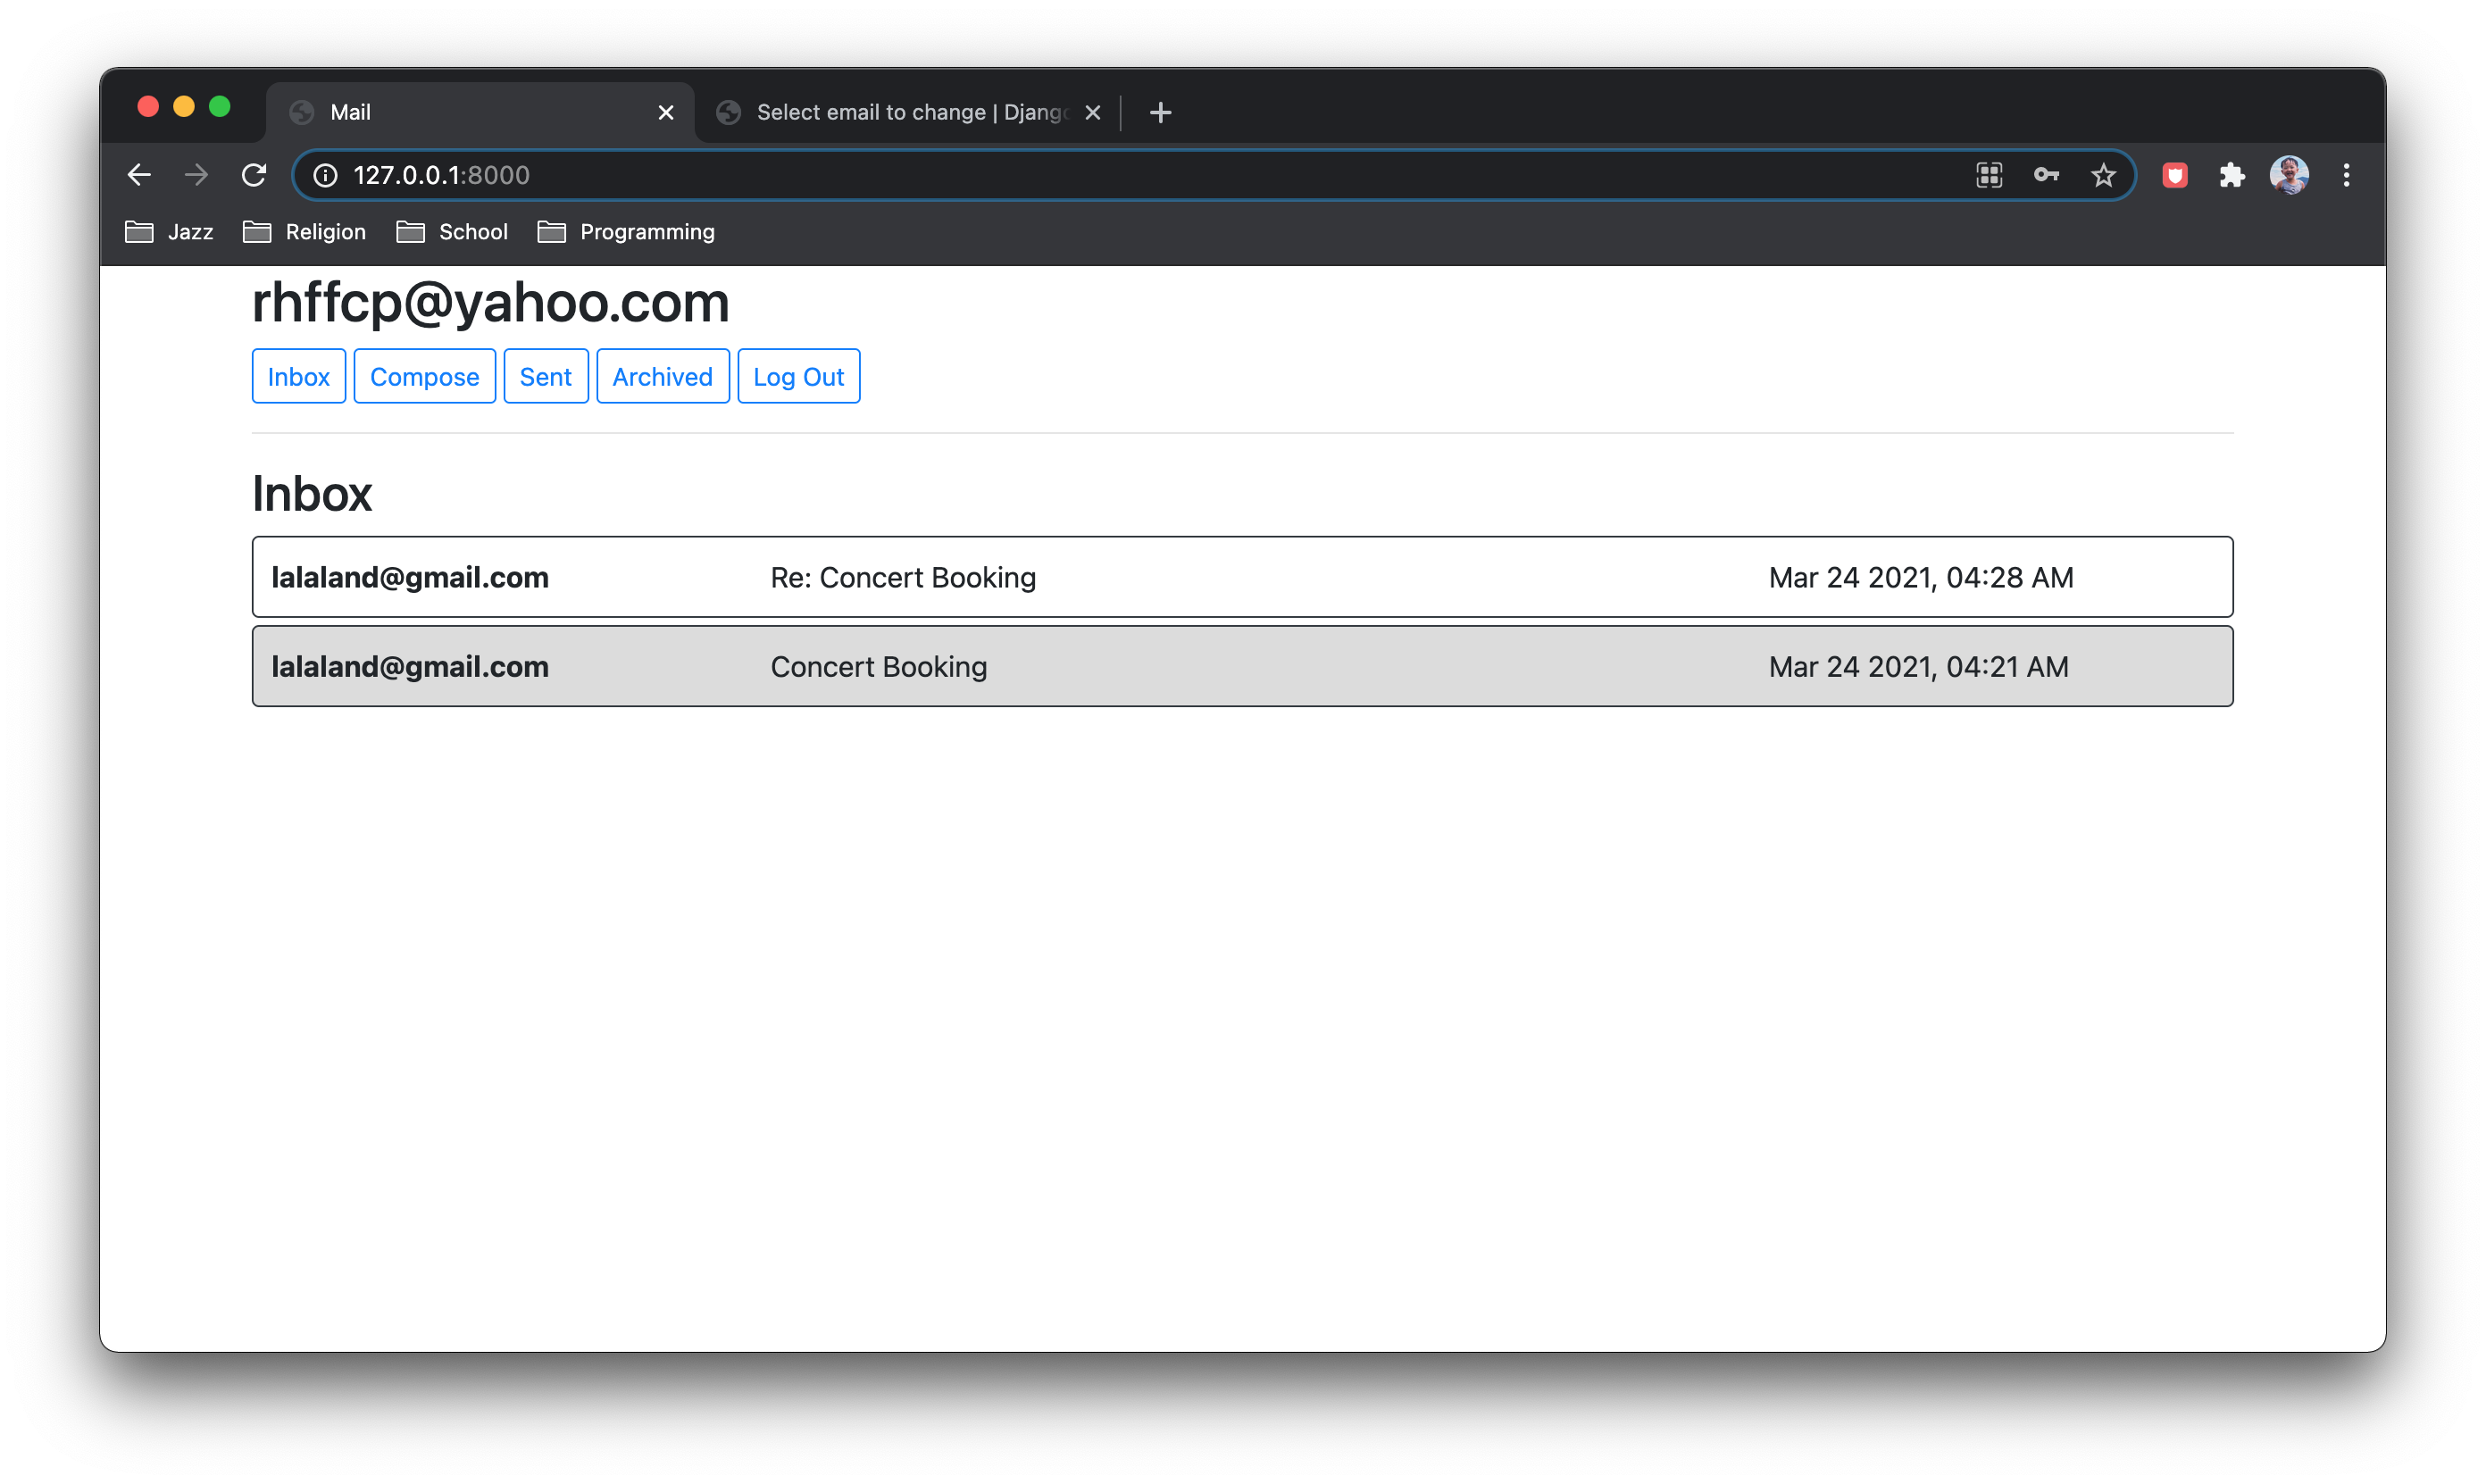 Mail
Select email to change | Django
127.0.0.1:8000
Jazz Religion School Programming
rhffcp@yahoo.com
Inbox Compose Sent Archived Log Out
Inbox
lalaland@gmail.com Re: Concert Booking Mar 24 2021, 04:28 AM
lalaland@gmail.com Concert Booking Mar 24 2021, 04:21 AM